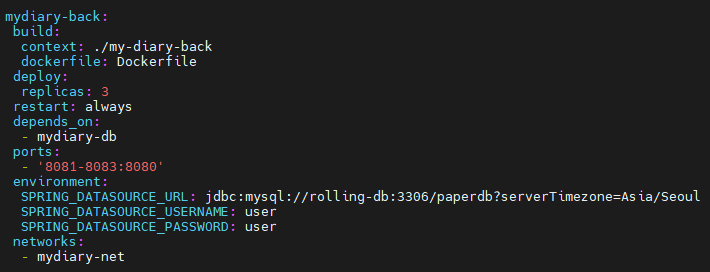 mydiary-back:
 build:
  context: ./my-diary-back
  dockerfile: Dockerfile
 deploy:
  replicas: 3
 restart: always
 depends_on:
  - mydiary-db
 ports:
  - '8081-8083:8080'
 environment:
  SPRING_DATASOURCE_URL: jdbc:mysql://rolling-db:3306/paperdb?serverTimezone=Asia/Seoul
  SPRING_DATASOURCE_USERNAME: user
  SPRING_DATASOURCE_PASSWORD: user
 networks:
  - mydiary-net